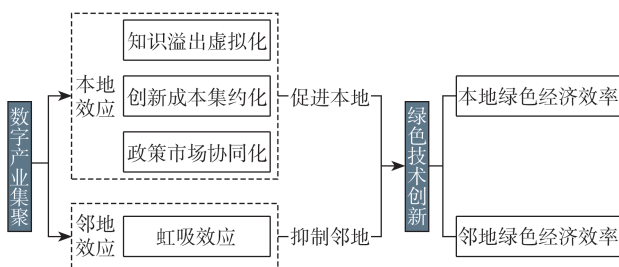 数字产业集聚
本地
效应
知识溢出虚拟化
创新成本集约化
政策市场协同化
促进本地
邻地
效应
虹吸效应
抑制邻地
绿色技术创新
本地绿色经济效率
邻地绿色经济效率